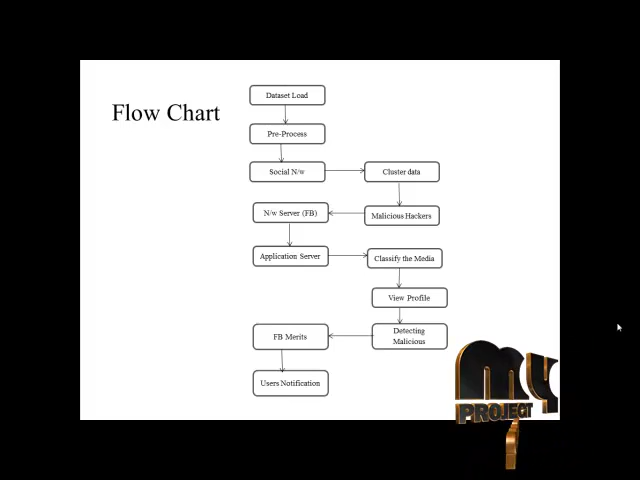 Flow Chart
Dataset Load
Pre-Process
Social N/w
Cluster data
Malicious Hackers
N/w Server (FB)
Application Server
Classify the Media
View Profile
Detecting
Malicious
FB Merits
Users Notification
my
PROJECT